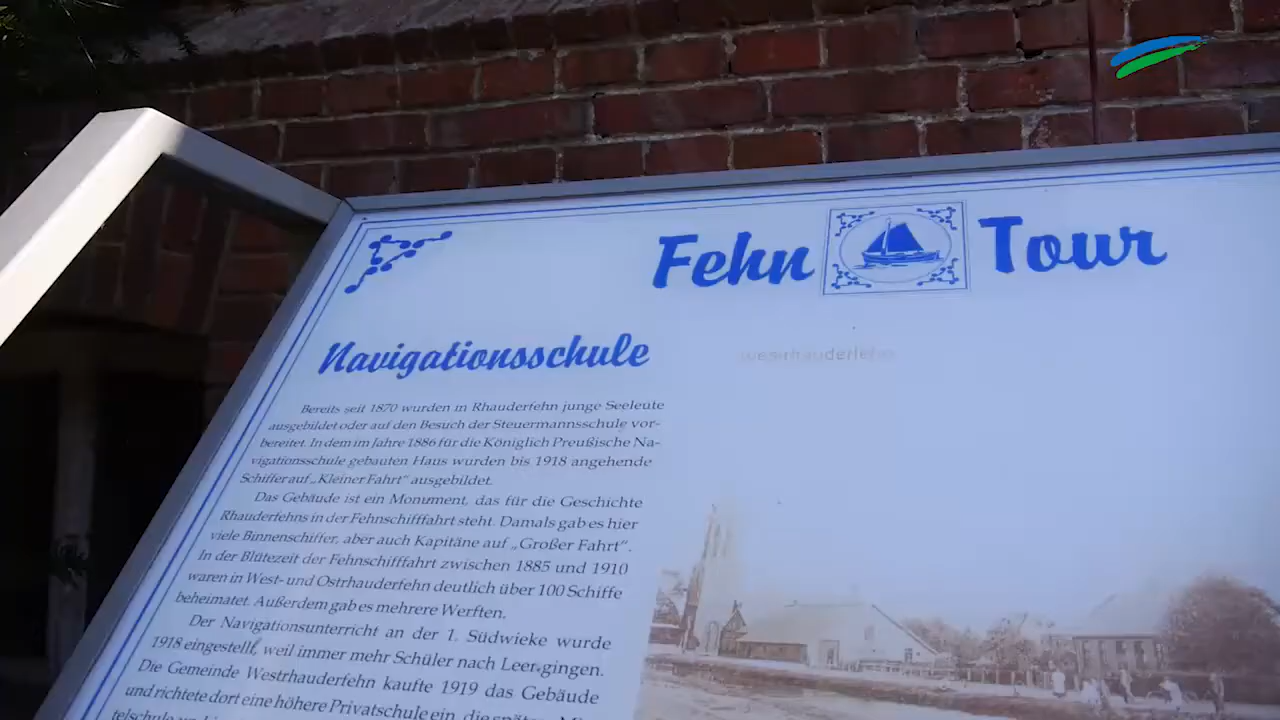 Fehn Tour
Navigationsschule
Westrhauderfehn
Bereits seit 1870 wurden in Rhauderfehn junge Seeleute
ausgebildet oder auf den Besuch der Steuermannsschule vor-
bereitet. In dem im Jahre 1886 für die Königlich Preußische Na-
vigationsschule gebauten Haus wurden bis 1918 angehende
Schiffer auf „Kleiner Fahrt" ausgebildet.
Das Gebäude ist ein Monument, das für die Geschichte
Rhauderfehns in der Fehnschifffahrt steht. Damals gab es hier
viele Binnenschiffer, aber auch Kapitäne auf „Großer Fahrt".
In der Blütezeit der Fehnschifffahrt zwischen 1885 und 1910
waren in West- und Ostrhauderfehn deutlich über 100 Schiffe
beheimatet. Außerdem gab es mehrere Werften.
Der Navigationsunterricht an der 1. Südwieke wurde
1918 eingestellt, weil immer mehr Schüler nach Leer gingen.
Die Gemeinde Westrhauderfehn kaufte 1919 das Gebäude
und richtete dort eine höhere Privatschule ein, die